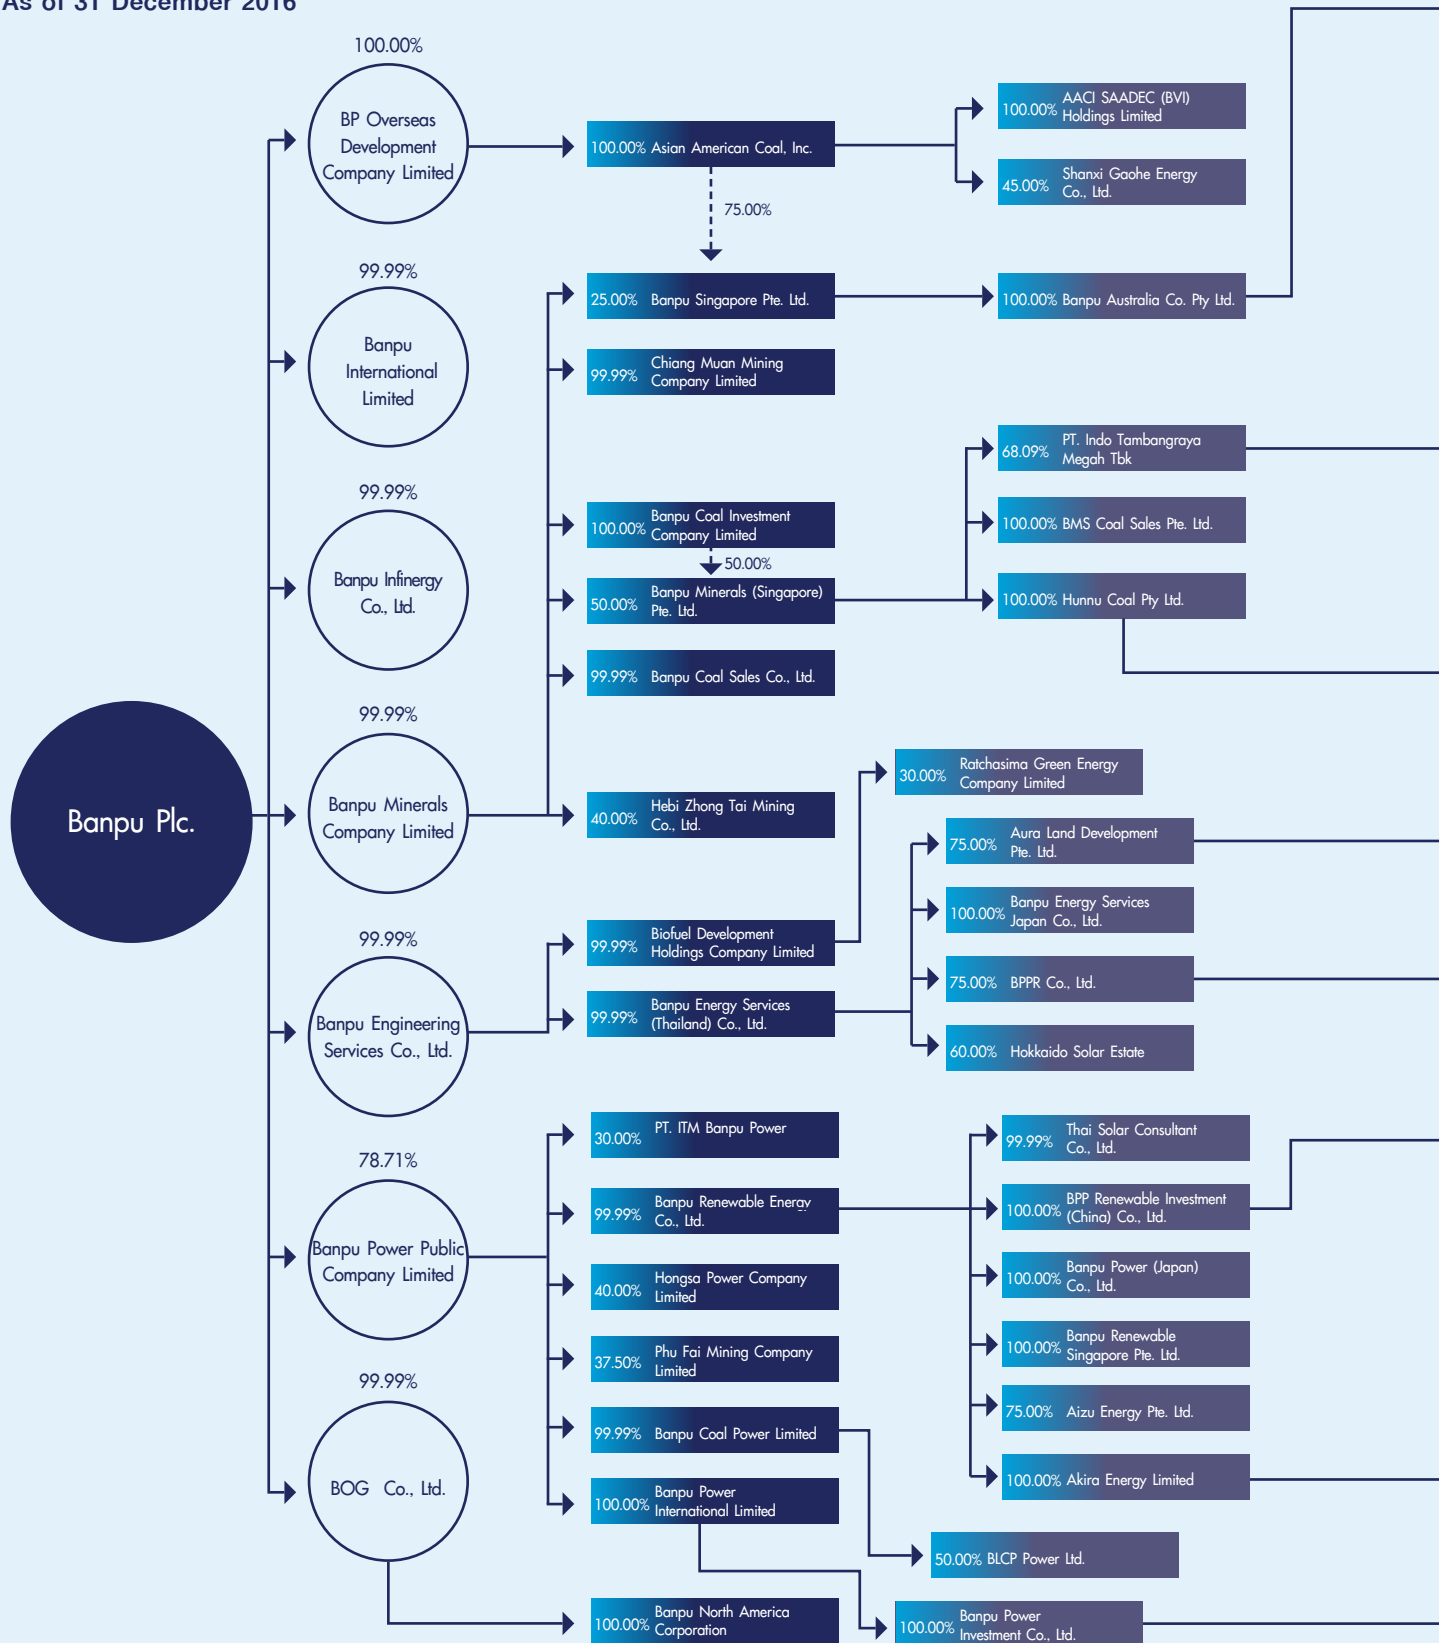 As of 31 December 2016
Banpu Plc.
100.00%
BP Overseas
Development
Company Limited
99.99%
Banpu
International
Limited
99.99%
Banpu Infinergy
Co., Ltd.
99.99%
Banpu Minerals
Company Limited
99.99%
Banpu Engineering
Services Co., Ltd.
78.71%
Banpu Power Public
Company Limited
99.99%
BOG Co., Ltd.
100.00% Asian American Coal, Inc.
75.00%
25.00% Banpu Singapore Pte. Ltd.
99.99% Chiang Muan Mining
Company Limited
100.00% Banpu Coal Investment
Company Limited
50.00%
50.00% Banpu Minerals (Singapore)
Pte. Ltd.
99.99% Banpu Coal Sales Co., Ltd.
40.00% Hebi Zhong Tai Mining
Co., Ltd.
99.99% Biofuel Development
Holdings Company Limited
99.99% Banpu Energy Services
(Thailand) Co., Ltd.
30.00% PT. ITM Banpu Power
99.99% Banpu Renewable Energy
Co., Ltd.
40.00% Hongsa Power Company
Limited
37.50% Phu Fai Mining Company
Limited
99.99% Banpu Coal Power Limited
100.00% Banpu Power
International Limited
100.00% Banpu North America
Corporation
100.00% AACI SAADEC (BVI)
Holdings Limited
45.00% Shanxi Gaohe Energy
Co., Ltd.
100.00% Banpu Australia Co. Pty Ltd.
68.09% PT. Indo Tambangraya
Megah Tbk
100.00% BMS Coal Sales Pte. Ltd.
100.00% Hunnu Coal Pty Ltd.
30.00% Ratchasima Green Energy
Company Limited
75.00% Aura Land Development
Pte. Ltd.
100.00% Banpu Energy Services
Japan Co., Ltd.
75.00% BPPR Co., Ltd.
60.00% Hokkaido Solar Estate
99.99% Thai Solar Consultant
Co., Ltd.
100.00% BPP Renewable Investment
(China) Co., Ltd.
100.00% Banpu Power (Japan)
Co., Ltd.
100.00% Banpu Renewable
Singapore Pte. Ltd.
75.00% Aizu Energy Pte. Ltd.
100.00% Akira Energy Limited
50.00% BLCP Power Ltd.
100.00% Banpu Power
Investment Co., Ltd.